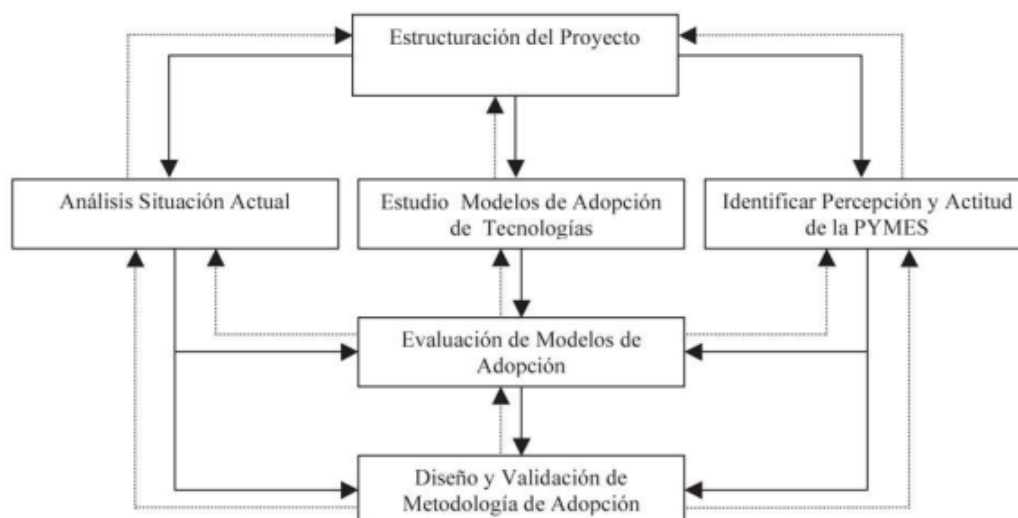 Estructuración del Proyecto
Análisis Situación Actual
Estudio Modelos de Adopción
de Tecnologías
Identificar Percepción y Actitud
de la PYMES
Evaluación de Modelos de
Adopción
Diseño y Validación de
Metodología de Adopción